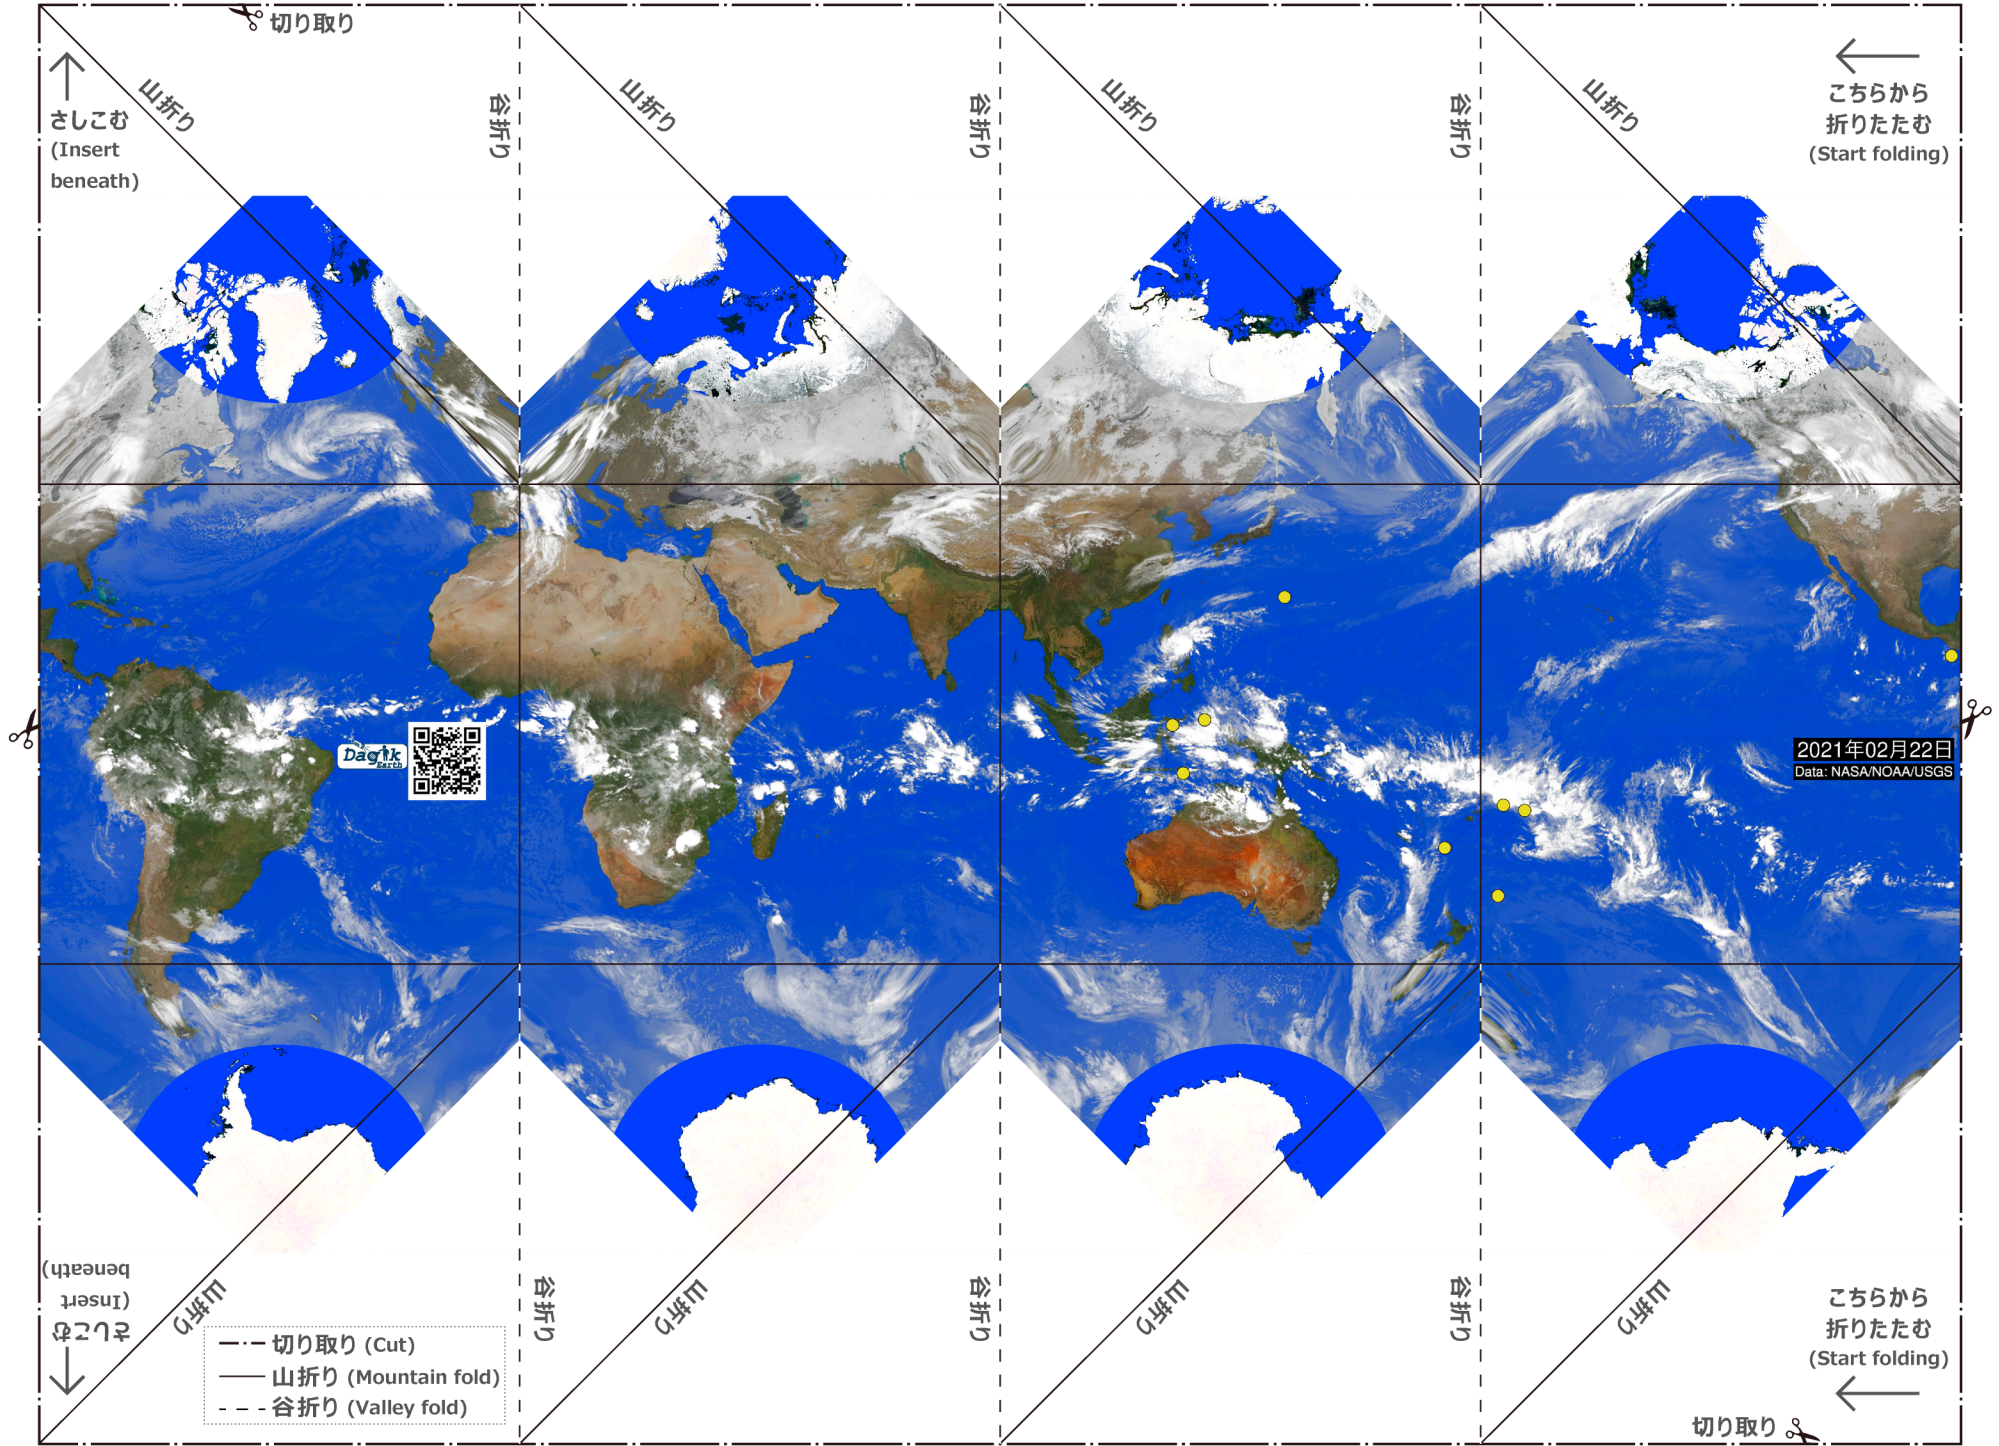 切り取り
さしこむ
(Insert
beneath)
山折り
谷折り
山折り
谷折り
山折り
谷折り
山折り
こちらから
折りたたむ
(Start folding)
Dagik
Earth
2021年02月22日
Data: NASA/NOAA/USGS
さしこむ
(Insert
beneath)
山折り
谷折り
山折り
谷折り
山折り
谷折り
山折り
こちらから
折りたたむ
(Start folding)
切り取り (Cut)
山折り (Mountain fold)
谷折り (Valley fold)
切り取り